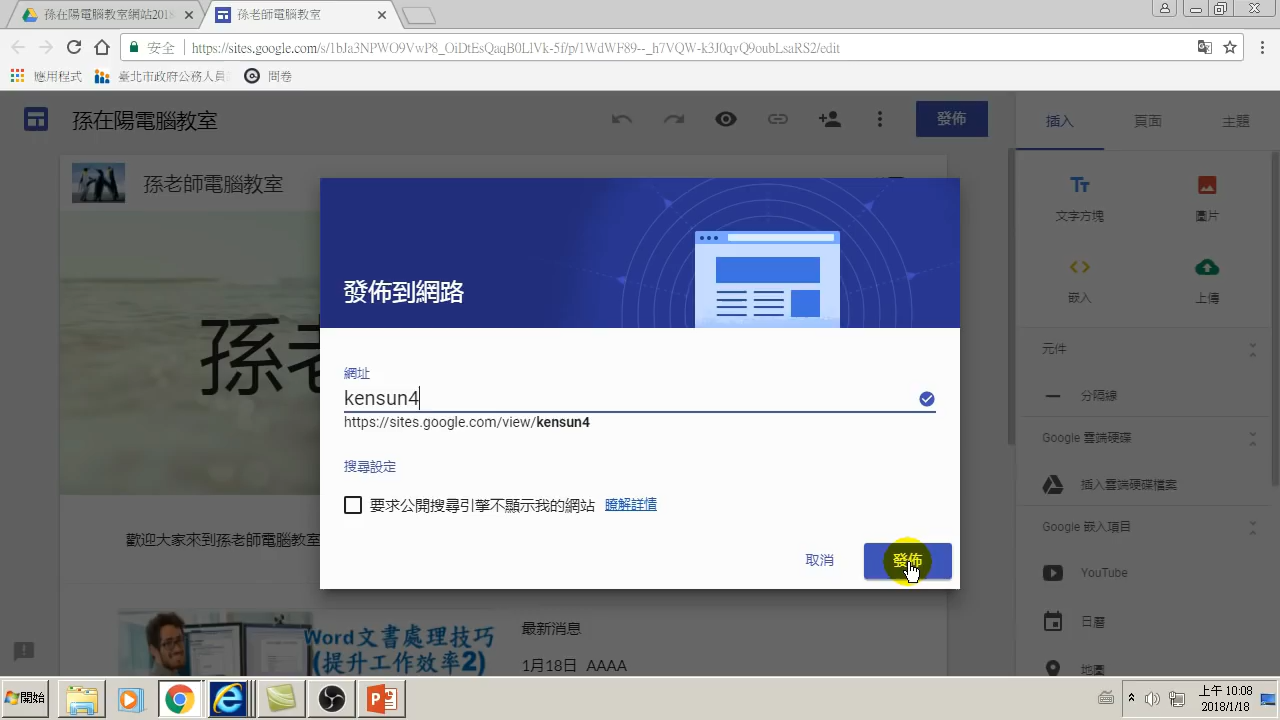 孫在陽電腦教室網站201
孫老師電腦教室
安全
https://sites.google.com/s/1bJa3NPWO9VwP8_OiDtEsQaqB0LlVk-5f7p/1WdWF89--_h7VQW-k3J0qvQ9oubLsaRS2/edit
應用程式
臺北市政府公務人員
問卷
孫在陽電腦教室
發佈
插入
頁面
主題
孫老師電腦教室
文字方塊
圖片
嵌入
上傳
發佈到網路
孫老
網址
kensun4
https://sites.google.com/view/kensun4
搜尋設定
要求公開搜尋引擎不顯示我的網站 瞭解詳情
取消
發佈
元件
分隔線
Google 雲端硬碟
插入雲端硬碟檔案
Google 嵌入項目
YouTube
日曆
地圖
歡迎大家來到孫老師電腦教室
Word文書處理技巧
(提升工作效率2)
最新消息
1月18日 AAAA
開始
上午 10:08
2018/1/18